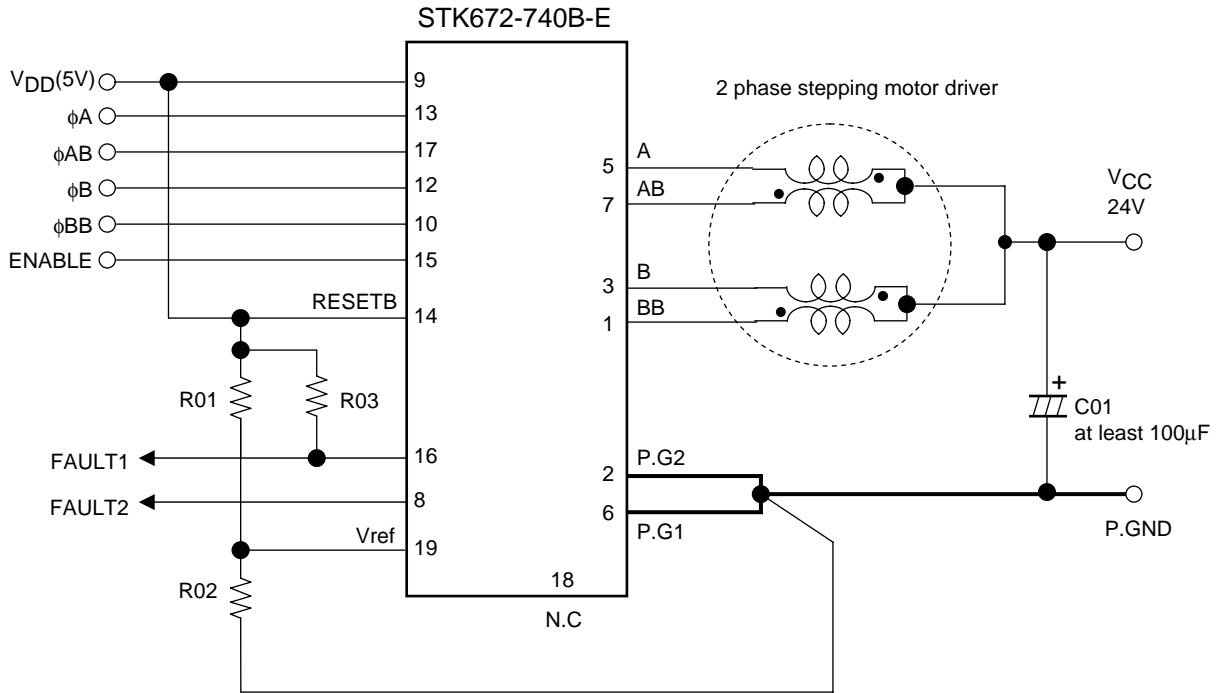 STK672-740B-E
VDD(5V)
9
ϕA
13
ϕAB
17
ϕB
12
ϕBB
10
ENABLE
15
RESETB
14
R01
R03
FAULT1
16
FAULT2
8
Vref
19
R02
18
N.C
2 phase stepping motor driver
5
A
7
AB
3
B
1
BB
VCC
24V
+
C01
at least 100μF
P.G2
2
6
P.G1
P.GND